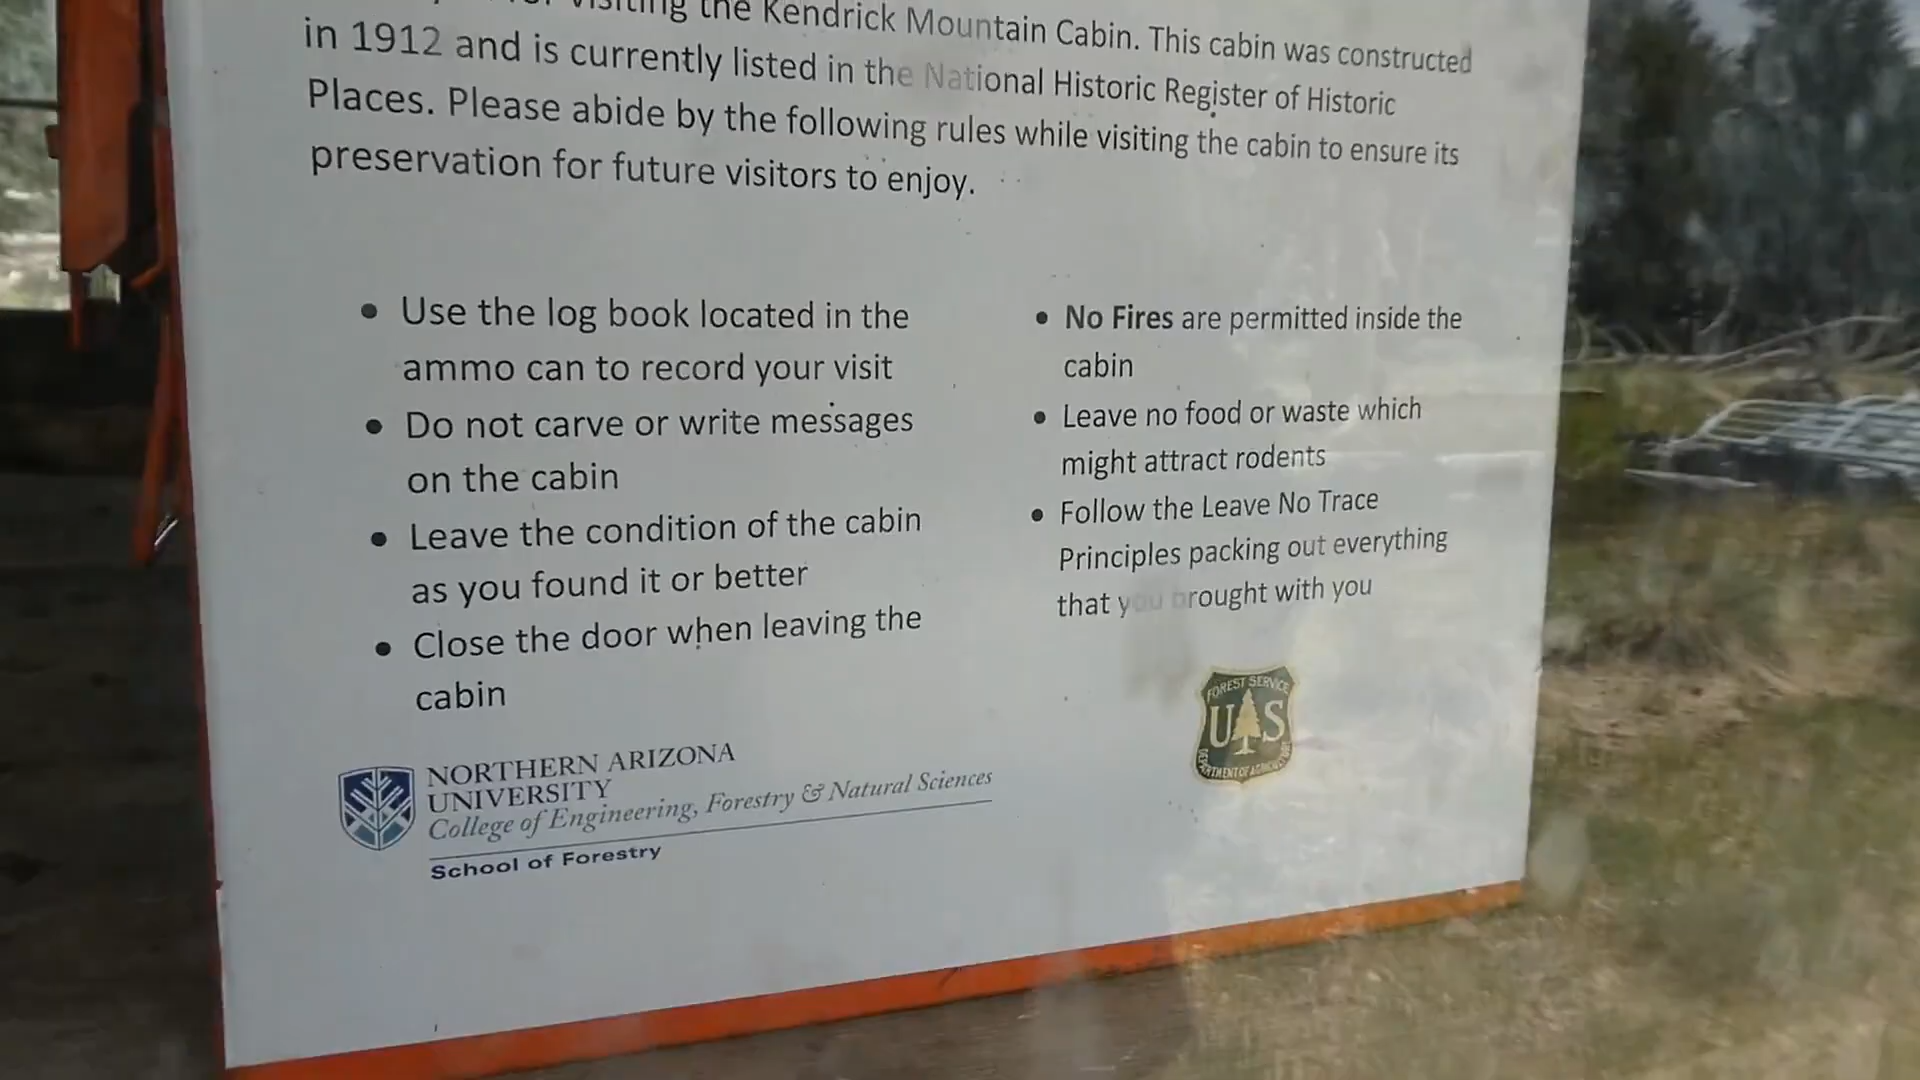 visiting the Kendrick Mountain Cabin. This cabin was constructed
in 1912 and is currently listed in the National Historic Register of Historic
Places. Please abide by the following rules while visiting the cabin to ensure its
preservation for future visitors to enjoy.
• Use the log book located in the
ammo can to record your visit
• Do not carve or write messages
on the cabin
• Leave the condition of the cabin
as you found it or better
• Close the door when leaving the
cabin
• No Fires are permitted inside the
cabin
• Leave no food or waste which
might attract rodents
• Follow the Leave No Trace
Principles packing out everything
that you brought with you
NORTHERN ARIZONA
UNIVERSITY
College of Engineering, Forestry & Natural Sciences
School of Forestry
FOREST SERVICE
U S
DEPARTMENT OF AGRICULTURE